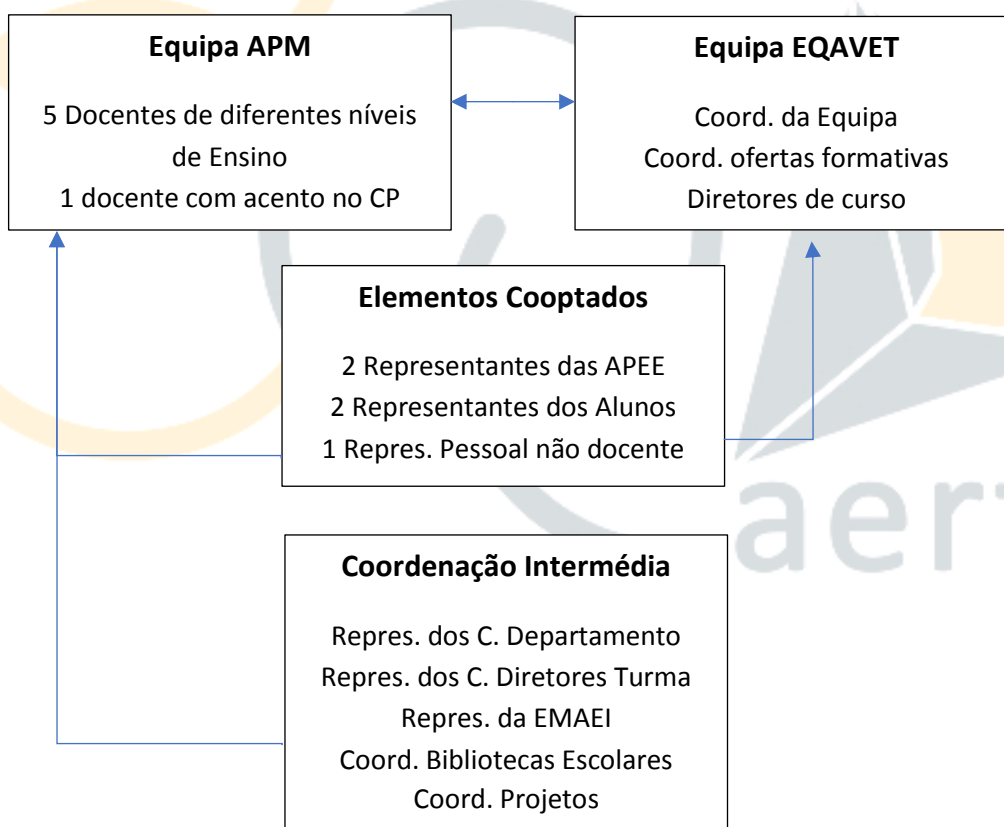 Equipa APM
5 Docentes de diferentes níveis
de Ensino
1 docente com acento no CP
Equipa EQAVET
Coord. da Equipa
Coord. ofertas formativas
Diretores de curso
Elementos Cooptados
2 Representantes das APEE
2 Representantes dos Alunos
1 Repres. Pessoal não docente
Coordenação Intermédia
Repres. dos C. Departamento
Repres. dos C. Diretores Turma
Repres. da EMAEI
Coord. Bibliotecas Escolares
Coord. Projetos